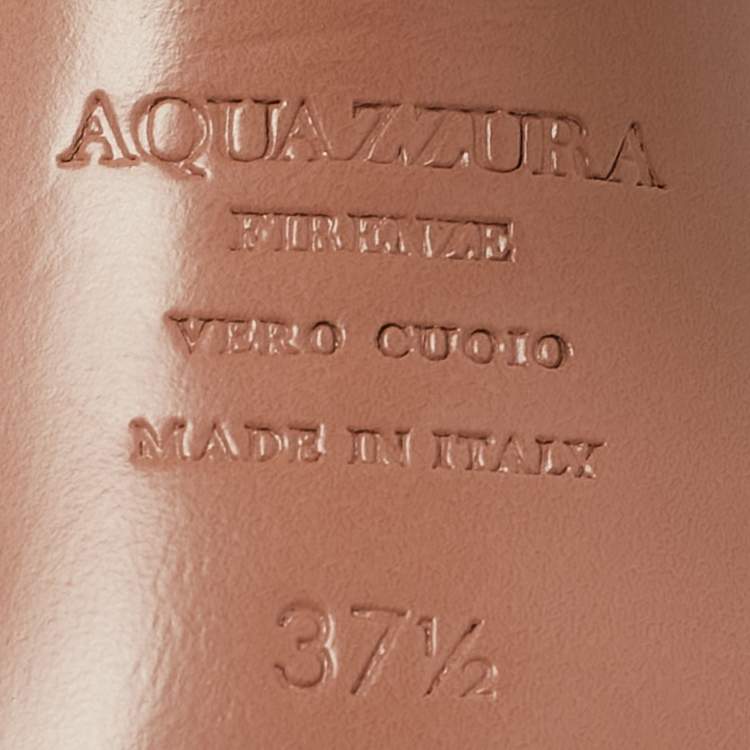 AQUAZZURA
FIRENZE
VERO CUOIO
MADE IN ITALY
37½